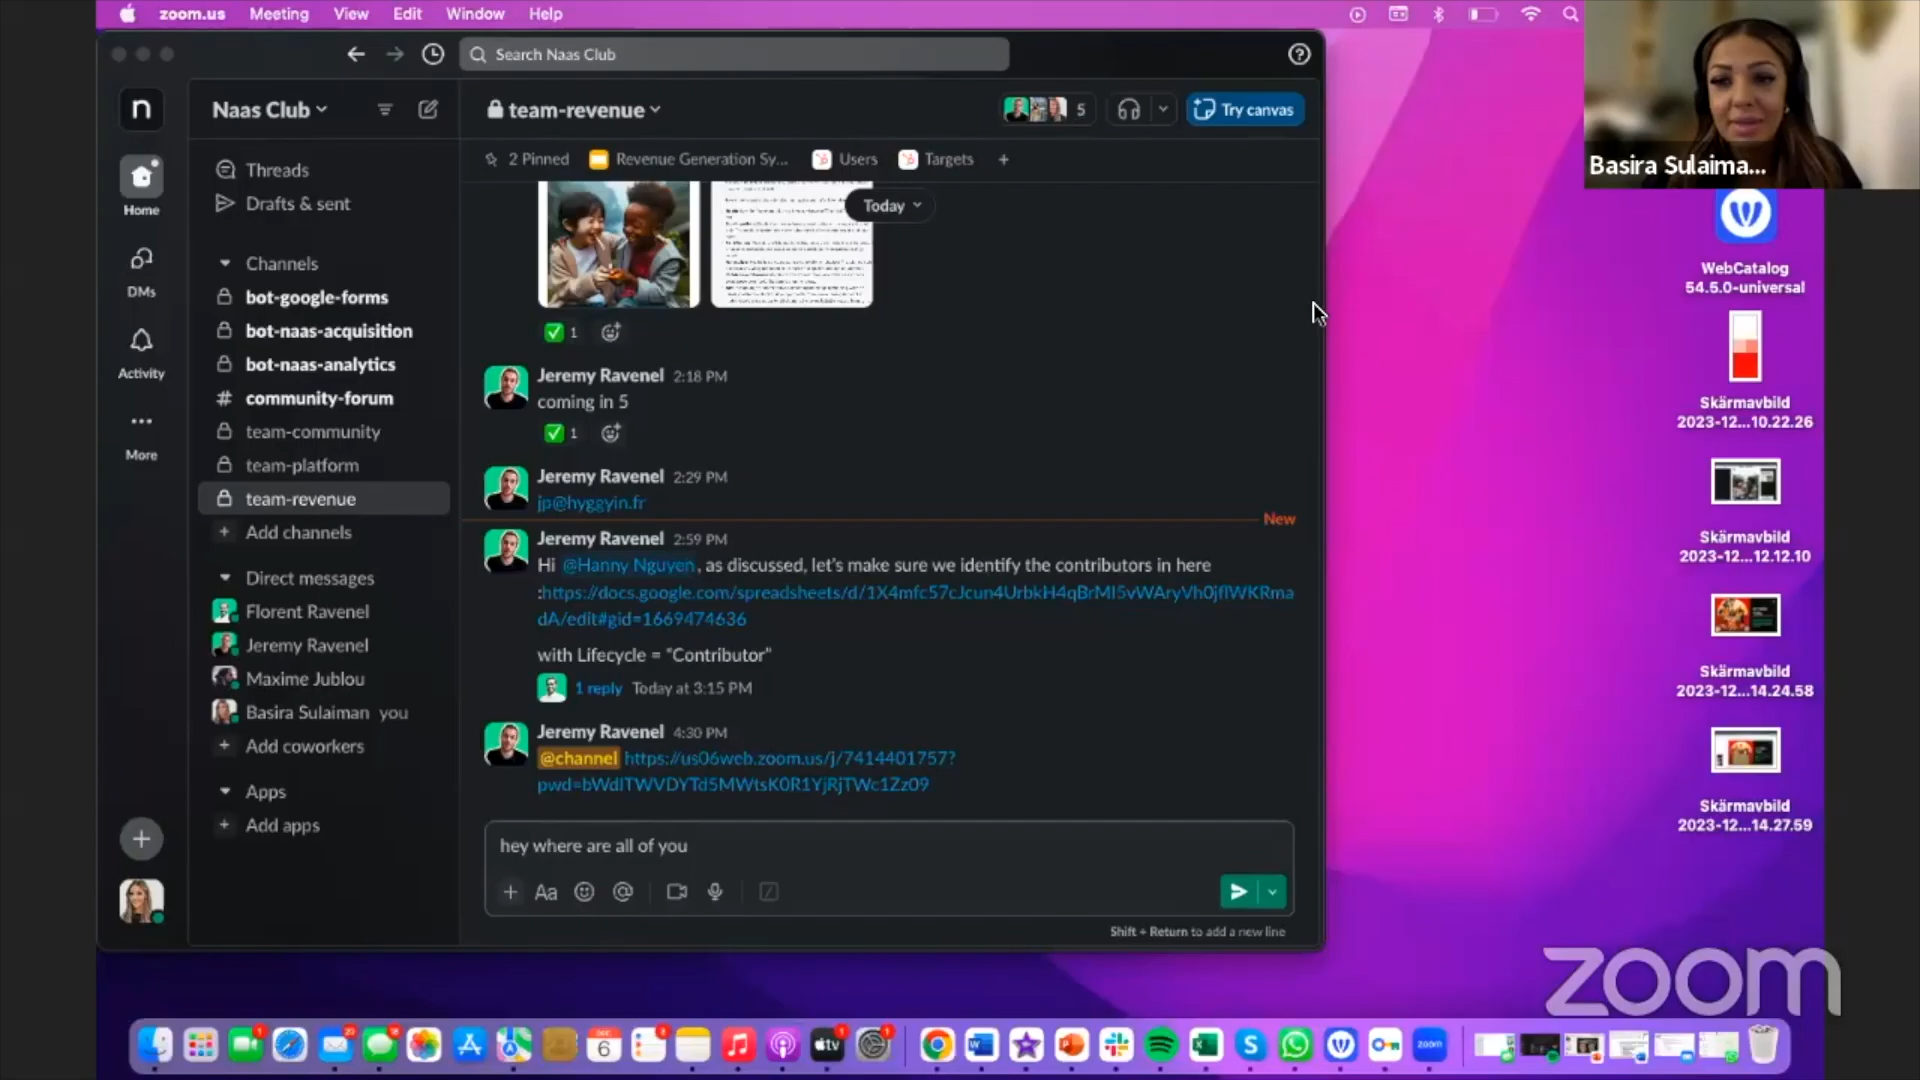 zoom.us Meeting View Edit Window Help
Search Naas Club
Basira Sulaima...
n
Naas Club
team-revenue
5
Try canvas
2 Pinned
Revenue Generation Sy...
Users
Targets
Home
DMs
Activity
More
Threads
Drafts & sent
Channels
bot-google-forms
bot-naas-acquisition
bot-naas-analytics
# community-forum
team-community
team-platform
team-revenue
+ Add channels
Direct messages
Florent Ravenel
Jeremy Ravenel
Maxime Jublou
Basira Sulaiman you
+ Add coworkers
Apps
+ Add apps
Today
1
Jeremy Ravenel 2:18 PM
coming in 5
1
Jeremy Ravenel 2:29 PM
jp@hyggyin.fr
New
Jeremy Ravenel 2:59 PM
Hi @Hanny Nguyen, as discussed, let's make sure we identify the contributors in here
:https://docs.google.com/spreadsheets/d/1X4mfc57cJcun4UrbkH4qBrMI5vWAryVh0jflWKRma
dA/edit#gid=1669474636
with Lifecycle = "Contributor"
1 reply Today at 3:15 PM
Jeremy Ravenel 4:30 PM
@channel https://us06web.zoom.us/j/7414401757?
pwd=bWdlTWVDYTd5MWtsK0R1YjRjTWc1Zz09
hey where are all of you
Aa
Shift + Return to add a new line
WebCatalog
54.5.0-universal
Skärmavbild
2023-12...10.22.26
Skärmavbild
2023-12...12.12.10
Skärmavbild
2023-12...14.24.58
Skärmavbild
2023-12...14.27.59
zoom
DEC
6
tv
zoom